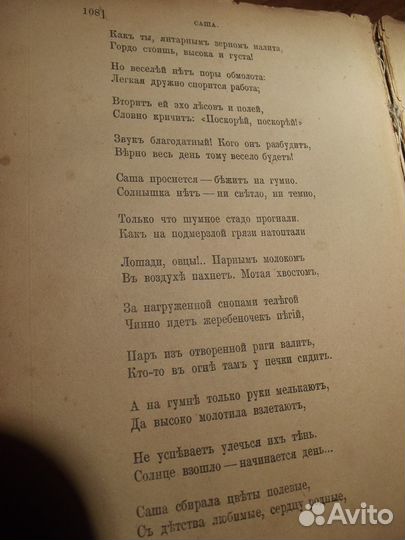 108
САША.
Какъ ты, янтарнымъ зерномъ налита,
Гордо стоишь, высока и густа!
Но веселѣй нѣтъ поры обмолота:
Легкая дружно спорится работа;
Вторитъ ей эхо лѣсовъ и полей,
Словно кричитъ: «Поскорѣй, поскорѣй!»
Звукъ благодатный! Кого онъ разбудитъ,
Вѣрно весь день тому весело будетъ!
Саша проснется — бѣжитъ на гумно.
Солнышка нѣтъ — ни свѣтло, ни темно,
Только что шумное стадо прогнали.
Какъ на подмерзлой грязи натоптали
Лошади, овцы!.. Парнымъ молокомъ
Въ воздухѣ пахнетъ. Мотая хвостомъ,
За нагруженной снопами телѣгой
Чинно идетъ жеребеночекъ пѣгій,
Паръ изъ отворенной риги валитъ,
Кто-то въ огнѣ тамъ у печки сидитъ.
А на гумнѣ только руки мелькаютъ,
Да высоко молотила взлетаютъ,
Не успѣваетъ улечься ихъ тѣнь.
Солнце взошло — начинается день...
Саша сбирала цвѣты полевые,
Съ дѣтства любимые, сердцу родные,
Avito